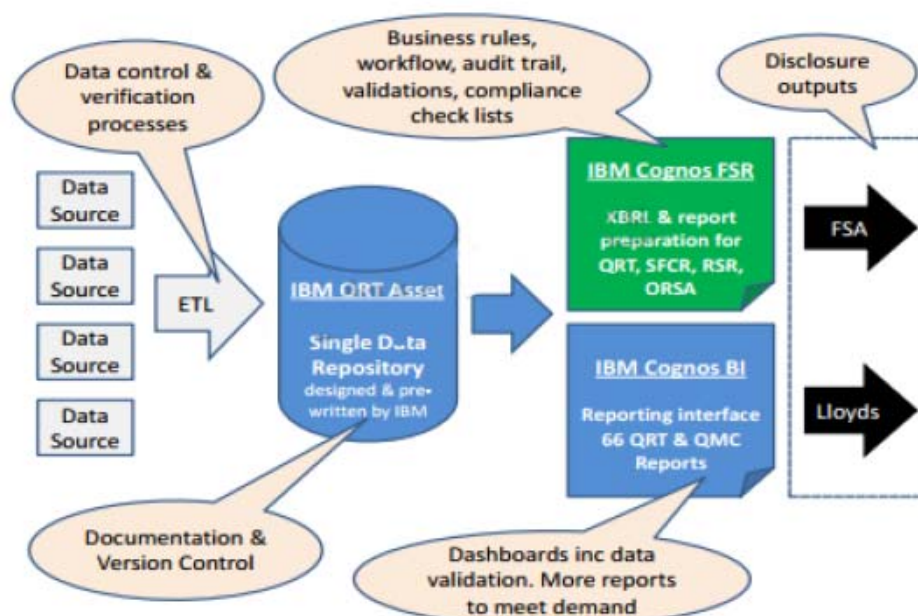 Data control &
verification
processes
Business rules,
workflow, audit trail,
validations, compliance
check lists
Disclosure
outputs
Data
Source
Data
Source
Data
Source
Data
Source
ETL
IBM QRT Asset
Single Data
Repository
designed & pre-
written by IBM
IBM Cognos FSR
XBRL & report
preparation for
QRT, SFCR, RSR,
ORSA
IBM Cognos BI
Reporting interface
66 QRT & QMC
Reports
FSA
Lloyds
Documentation &
Version Control
Dashboards inc data
validation. More reports
to meet demand